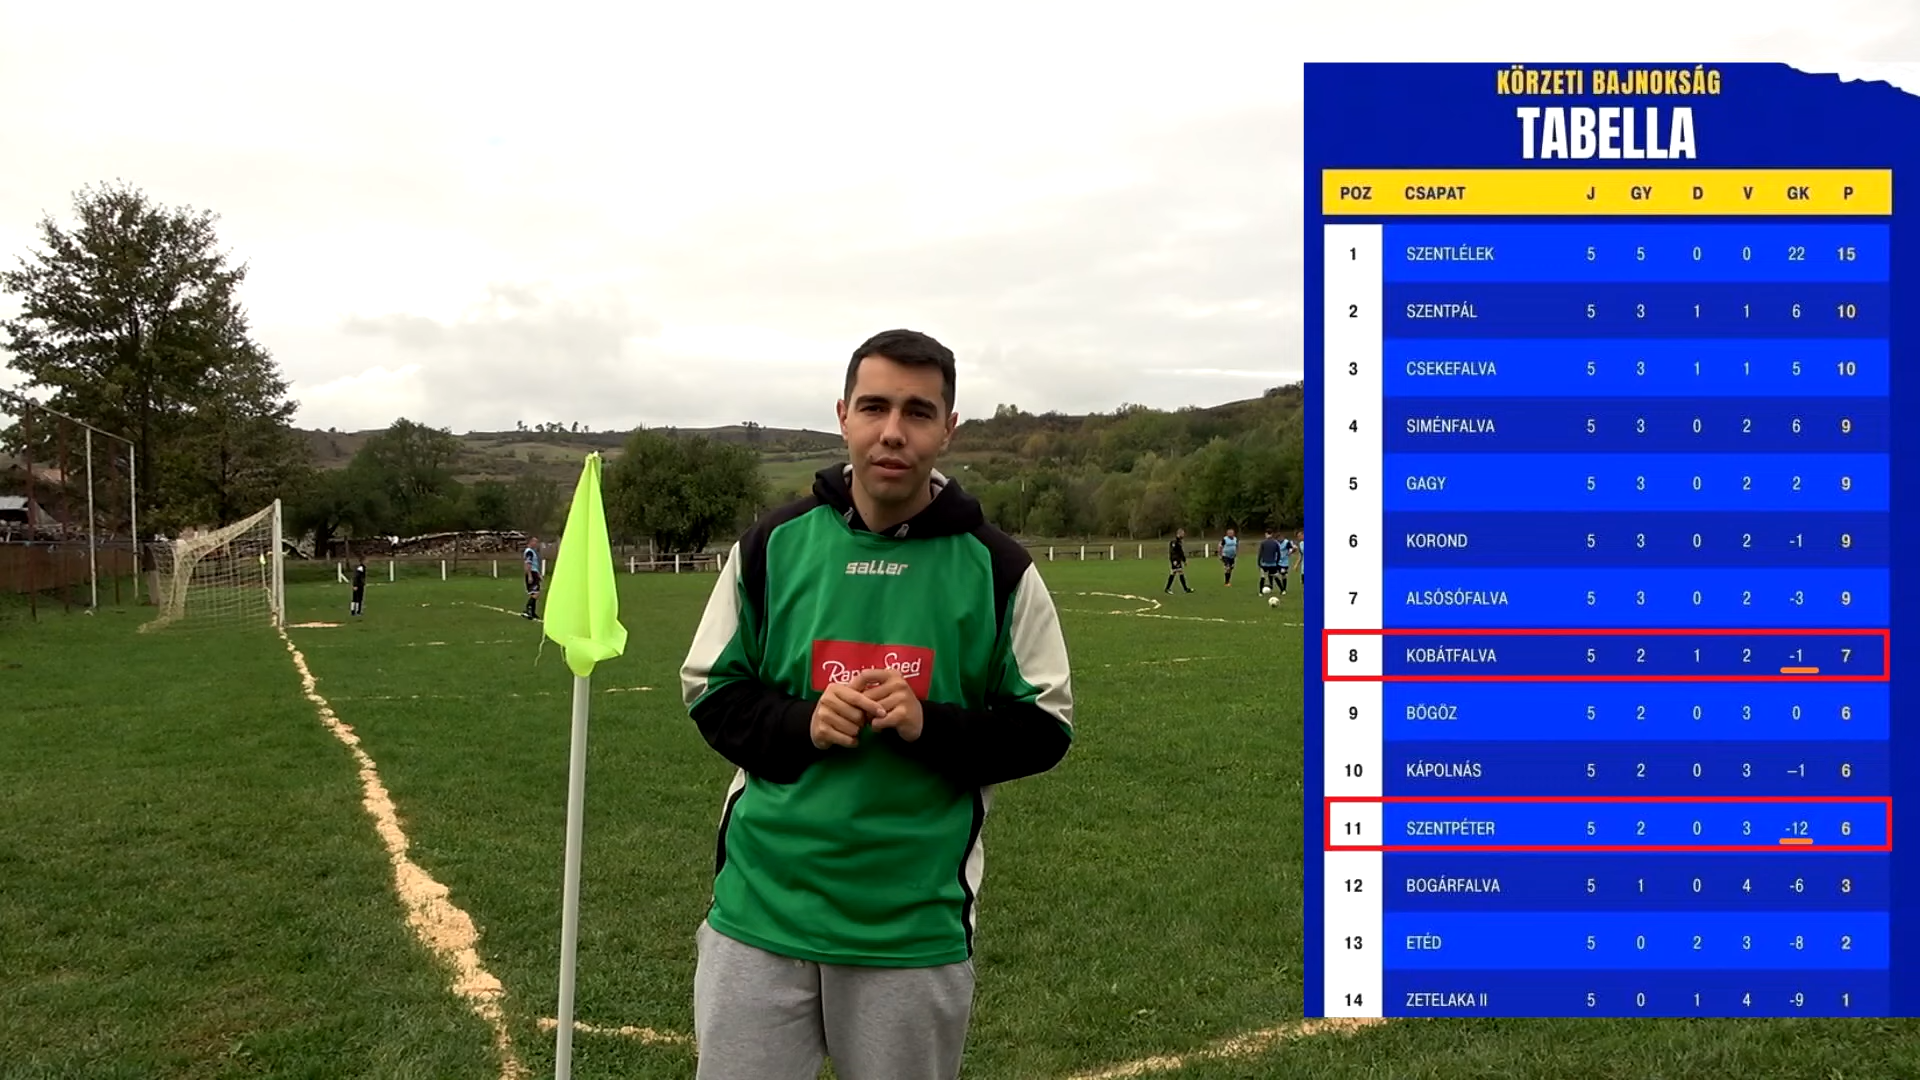 KÖRZETI BAJNOKSÁG
TABELLA
POZ CSAPAT J GY D V GK P
1 SZENTLÉLEK 5 5 0 0 22 15
2 SZENTPÁL 5 3 1 1 6 10
3 CSEKEFALVA 5 3 1 1 5 10
4 SIMÉNFALVA 5 3 0 2 6 9
5 GAGY 5 3 0 2 2 9
6 KOROND 5 3 0 2 -1 9
7 ALSÓSÓFALVA 5 3 0 2 -3 9
8 KOBÁTFALVA 5 2 1 2 -1 7
9 BÖGÖZ 5 2 0 3 0 6
10 KÁPOLNÁS 5 2 0 3 –1 6
11 SZENTPÉTER 5 2 0 3 -12 6
12 BOGÁRFALVA 5 1 0 4 -6 3
13 ETÉD 5 0 2 3 -8 2
14 ZETELAKA II 5 0 1 4 -9 1
saller